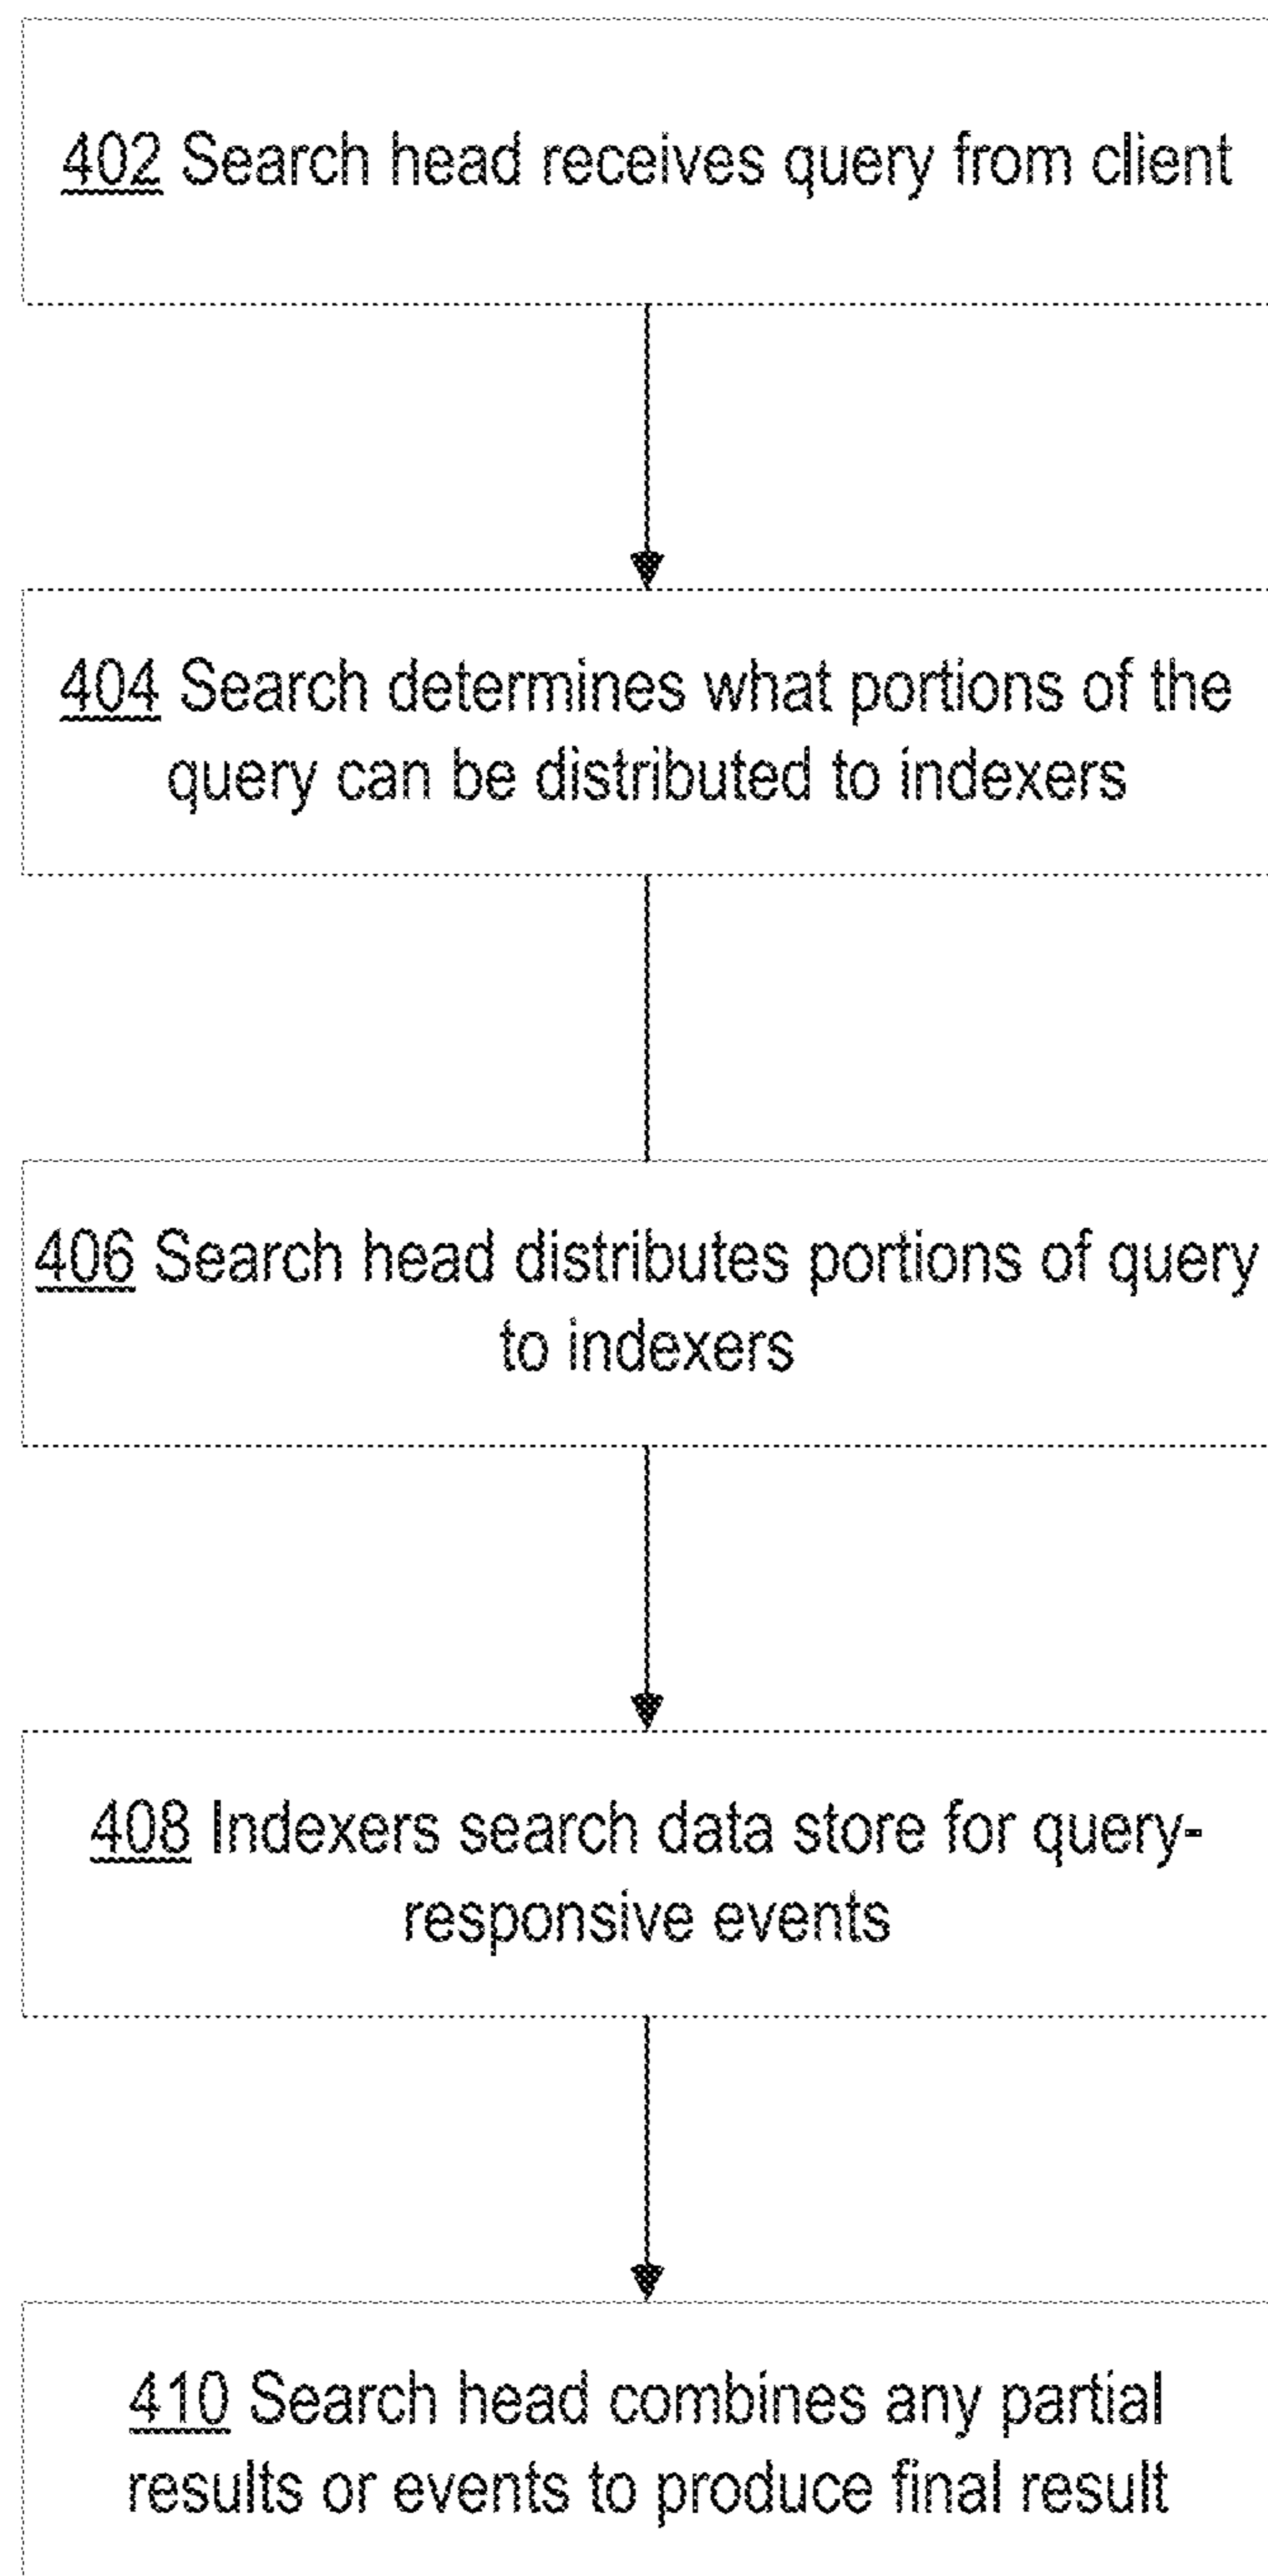 402 Search head receives query from client
404 Search determines what portions of the
query can be distributed to indexers
406 Search head distributes portions of query
to indexers
408 Indexers search data store for query-
responsive events
410 Search head combines any partial
results or events to produce final result